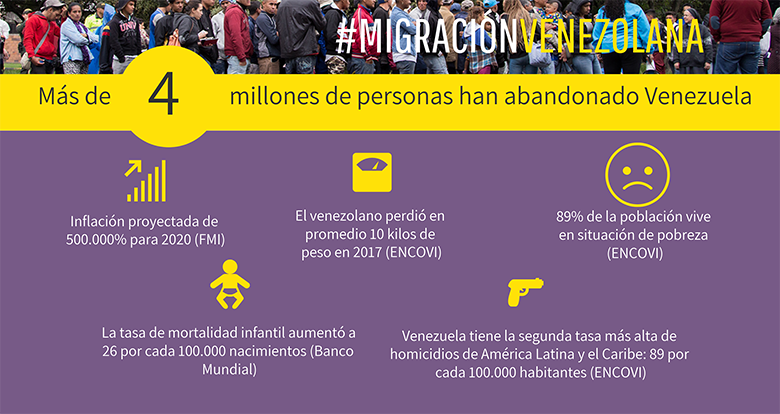 #MIGRACIÓNVENEZOLANA
Más de 4 millones de personas han abandonado Venezuela
Inflación proyectada de
500.000% para 2020 (FMI)
El venezolano perdió en
promedio 10 kilos de
peso en 2017 (ENCOVI)
89% de la población vive
en situación de pobreza
(ENCOVI)
La tasa de mortalidad infantil aumentó a
26 por cada 100.000 nacimientos (Banco
Mundial)
Venezuela tiene la segunda tasa más alta de
homicidios de América Latina y el Caribe: 89 por
cada 100.000 habitantes (ENCOVI)